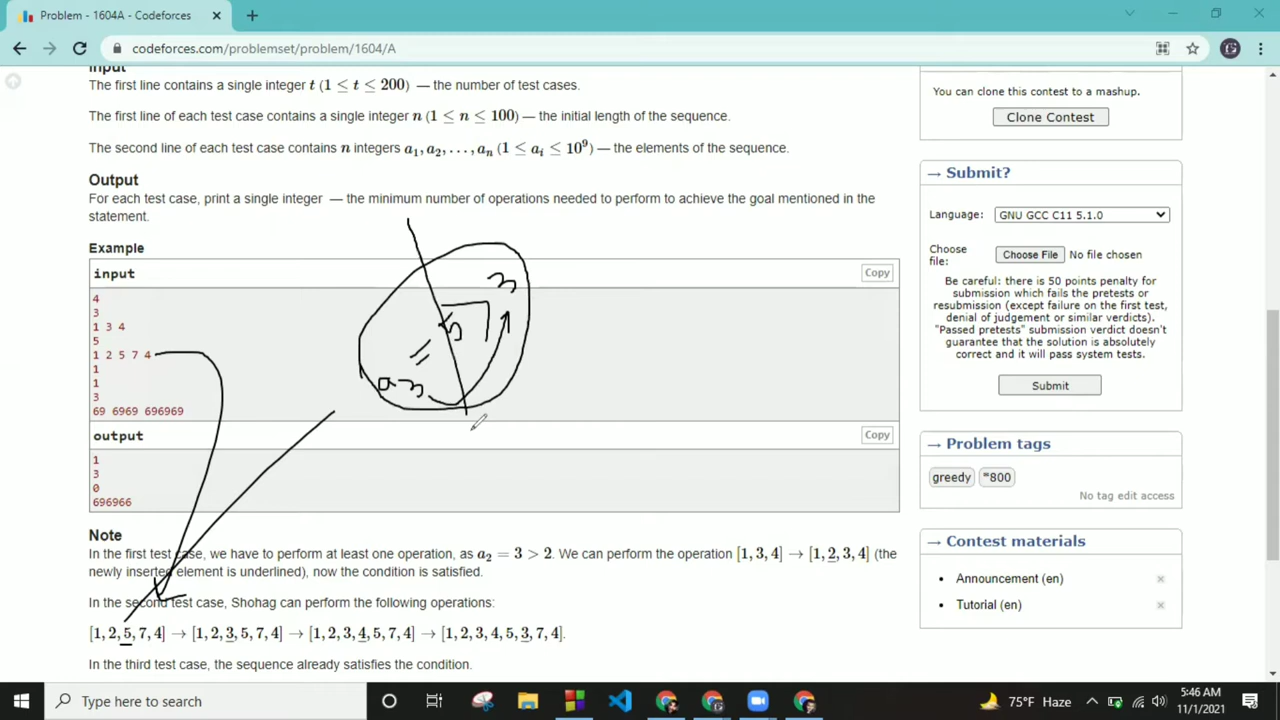 Problem - 1604A - Codeforces
codeforces.com/problemset/problem/1604/A
Input
The first line contains a single integer t (1 ≤ t ≤ 200) — the number of test cases.
The first line of each test case contains a single integer n (1 ≤ n ≤ 100) — the initial length of the sequence.
The second line of each test case contains n integers a1, a2, …, an (1 ≤ ai ≤ 10^9) — the elements of the sequence.
Output
For each test case, print a single integer — the minimum number of operations needed to perform to achieve the goal mentioned in the
statement.
Example
input
Copy
4
3
1 3 4
5
1 2 5 7 4
1
1
3
69 6969 696969
3
5
=
a3
output
Copy
1
3
0
696966
Note
In the first test case, we have to perform at least one operation, as a2 = 3 > 2. We can perform the operation [1, 3, 4] → [1, 2, 3, 4] (the
newly inserted element is underlined), now the condition is satisfied.
In the second test case, Shohag can perform the following operations:
[1, 2, 5, 7, 4] → [1, 2, 3, 5, 7, 4] → [1, 2, 3, 4, 5, 7, 4] → [1, 2, 3, 4, 5, 3, 7, 4].
In the third test case, the sequence already satisfies the condition.
You can clone this contest to a mashup.
Clone Contest
→ Submit?
Language: GNU GCC C11 5.1.0
Choose
file: Choose File No file chosen
Be careful: there is 50 points penalty for
submission which fails the pretests or
resubmission (except failure on the first test,
denial of judgement or similar verdicts).
"Passed pretests" submission verdict doesn't
guarantee that the solution is absolutely
correct and it will pass system tests.
Submit
→ Problem tags
greedy *800
No tag edit access
→ Contest materials
Announcement (en)
Tutorial (en)
Type here to search
75°F Haze
5:46 AM
11/1/2021